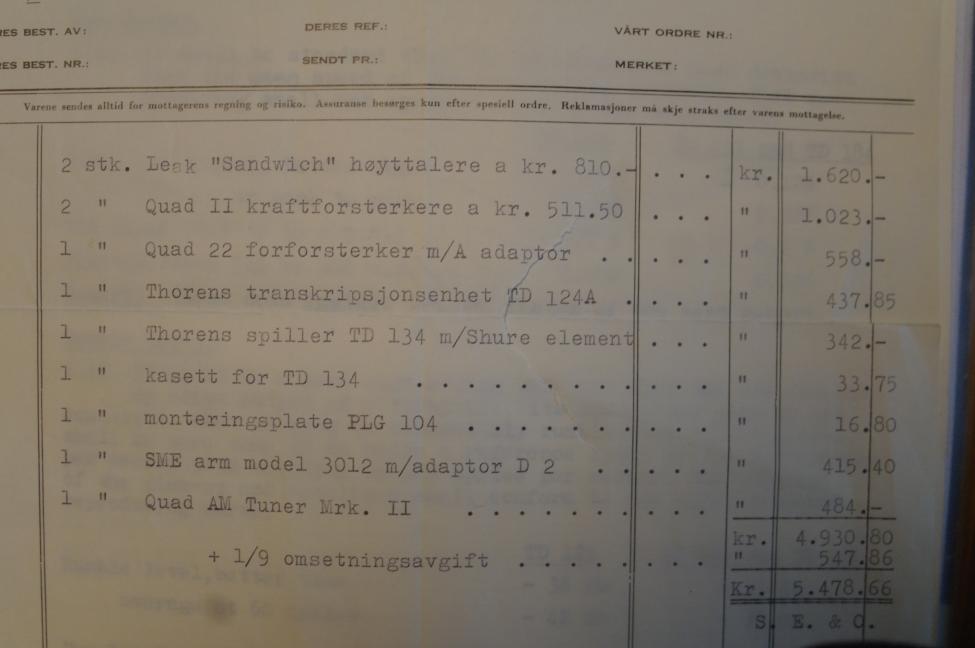 RES BEST. AV: DERES REF.: VÅRT ORDRE NR.:
RES BEST. NR.: SENDT PR.: MERKET:
Varene sendes alltid for mottagerens regning og risiko. Assuranse besørges kun efter spesiell ordre. Reklamasjoner må skje straks efter varens mottagelse.
2 stk. Leak "Sandwich" høyttalere a kr. 810.- . . . kr. 1.620.-
2 " Quad II kraftforsterkere a kr. 511.50 . . . " 1.023.-
1 " Quad 22 forforsterker m/A adaptor . . . . . " 558.-
1 " Thorens transkripsjonsenhet TD 124A . . . . " 437.85
1 " Thorens spiller TD 134 m/Shure element . . . " 342.-
1 " kasett for TD 134 . . . . . . . . . . . . " 33.75
1 " monteringsplate PLG 104 . . . . . . . . . . " 16.80
1 " SME arm model 3012 m/adaptor D 2 . . . . . " 415.40
1 " Quad AM Tuner Mrk. II . . . . . . . . . . " 484.-
kr. 4.930.80
+ 1/9 omsetningsavgift . . . . . . . . " 547.86
Kr. 5.478.66
S. E. & O.